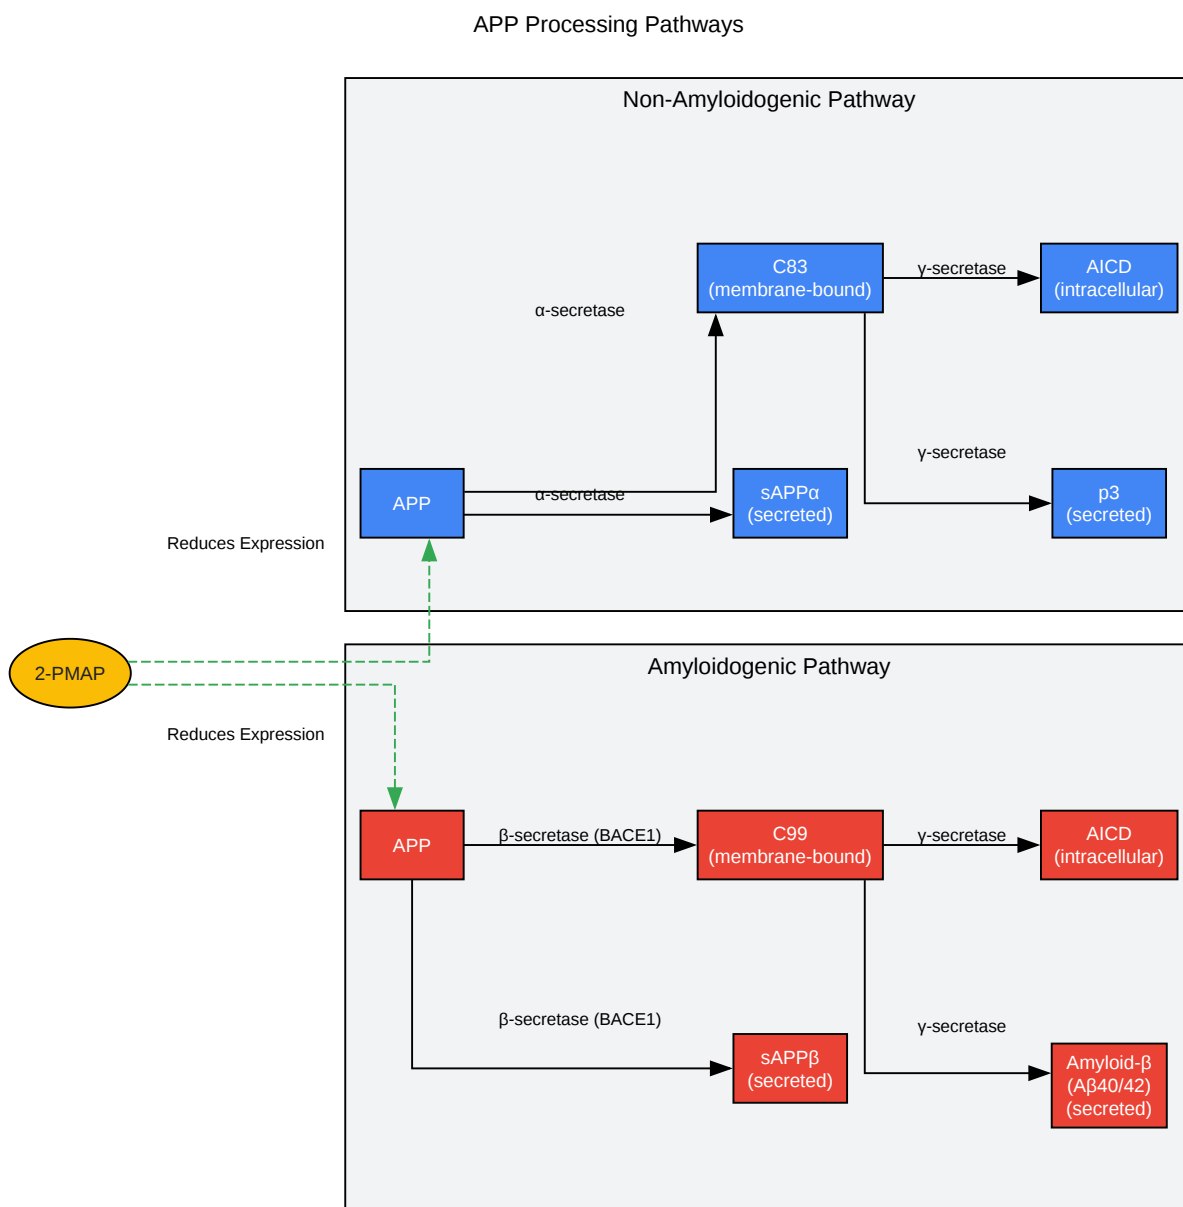 APP Processing Pathways
Non-Amyloidogenic Pathway
C83
(membrane-bound)
γ-secretase
AICD
(intracellular)
α-secretase
γ-secretase
APP
α-secretase
sAPPα
(secreted)
p3
(secreted)
Reduces Expression
2-PMAP
Amyloidogenic Pathway
Reduces Expression
APP
β-secretase (BACE1)
C99
(membrane-bound)
γ-secretase
AICD
(intracellular)
β-secretase (BACE1)
γ-secretase
sAPPβ
(secreted)
Amyloid-β
(Aβ40/42)
(secreted)